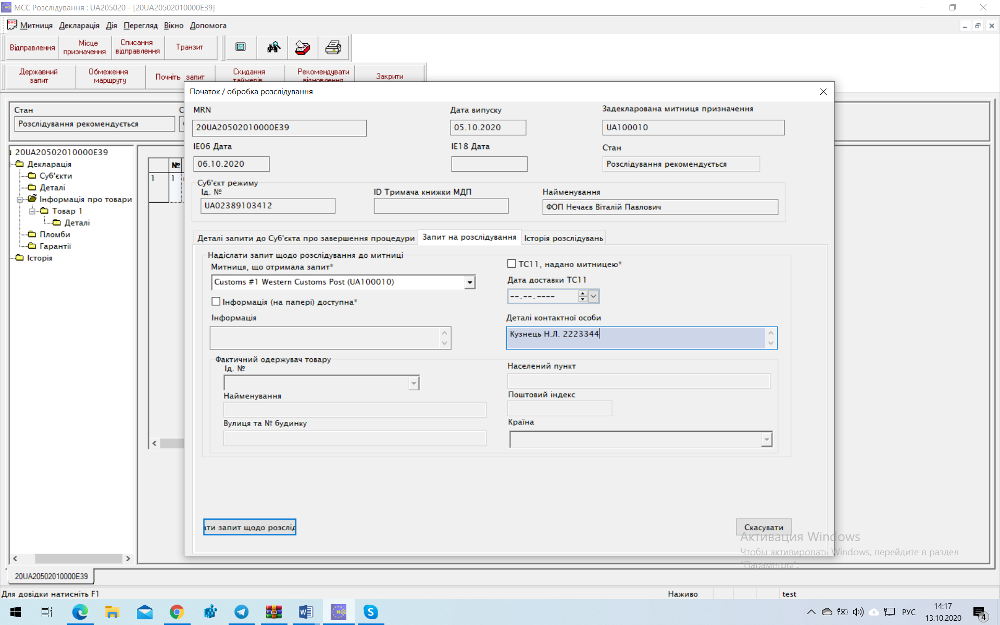 МСС Розслідування : UA205020 - [20UA20502010000E39]
Митниця Декларація Дія Перегляд Вікно Допомога
Відправлення
Місце призначення
Списання відправлення
Транзит
Державний запит
Обмеження маршруту
Почніть запит
Скидання таймерів
Рекомендувати відновлення
Закрити
Стан
Розслідування рекомендується
20UA20502010000E39
Декларація
Суб'єкти
Деталі
Інформація про товари
Товар 1
Деталі
Пломби
Гарантії
Історія
№
1 1
Початок / обробка розслідування
MRN
20UA20502010000E39
Дата випуску
05.10.2020
Задекларована митниця призначення
UA100010
IE06 Дата
06.10.2020
IE18 Дата
Стан
Розслідування рекомендується
Суб'єкт режиму
Ід. №
UA02389103412
ID Тримача книжки МДП
Найменування
ФОП Нечаєв Віталій Павлович
Деталі запити до Суб'єкта про завершення процедури
Запит на розслідування
Історія розслідувань
Надіслати запит щодо розслідування до митниці
Митниця, що отримала запит*
Customs #1 Western Customs Post (UA100010)
Інформація (на папері) доступна*
Інформація
ТС11, надано митницею*
Дата доставки ТС11
--.--.----
Деталі контактної особи
Кузнець Н.Л. 2223344
Фактичний одержувач товару
Ід. №
Найменування
Вулиця та № будинку
Населений пункт
Поштовий індекс
Країна
ати запит щодо розслід
Скасувати
Активация Windows
Чтобы активировать Windows, перейдите в раздел
"Параметры".
20UA20502010000E39
Для довідки натисніть F1
Наживо
test
РУС
14:17
13.10.2020
4